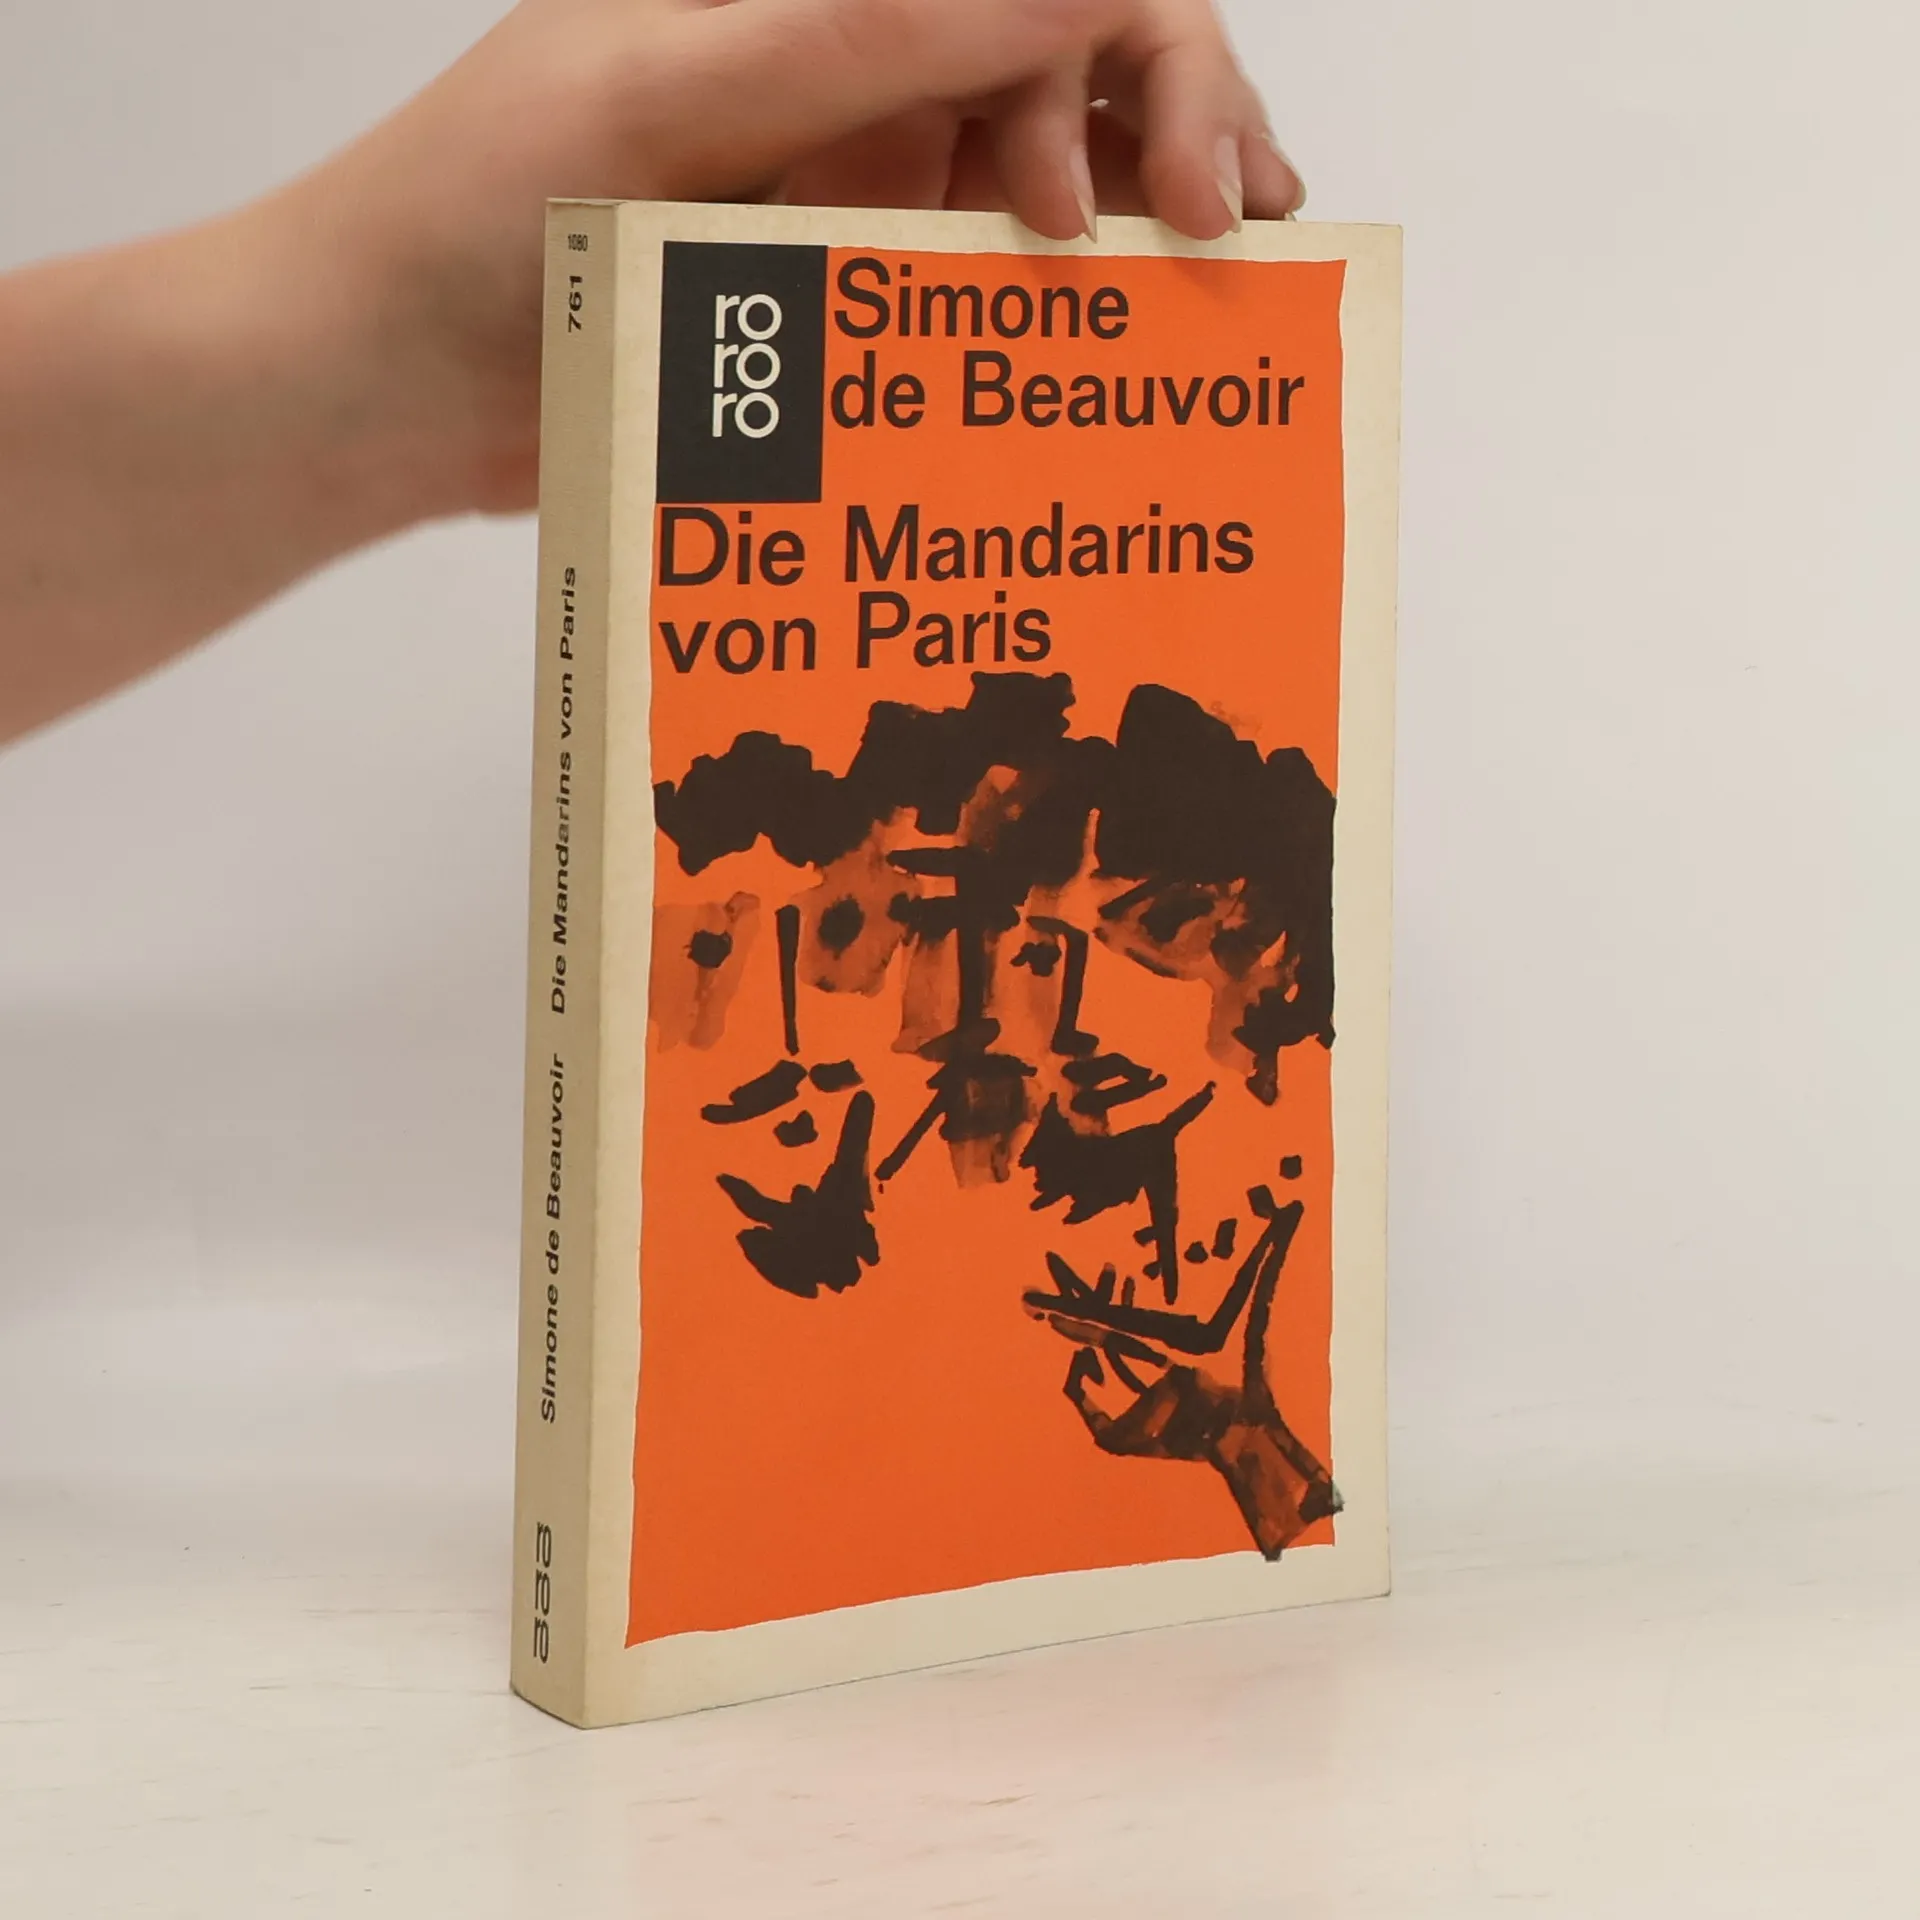 ro
ro
ro
Simone
de Beauvoir
Die Mandarins
von Paris
1080
761
Simone de Beauvoir Die Mandarins von Paris
ro
ro
ro